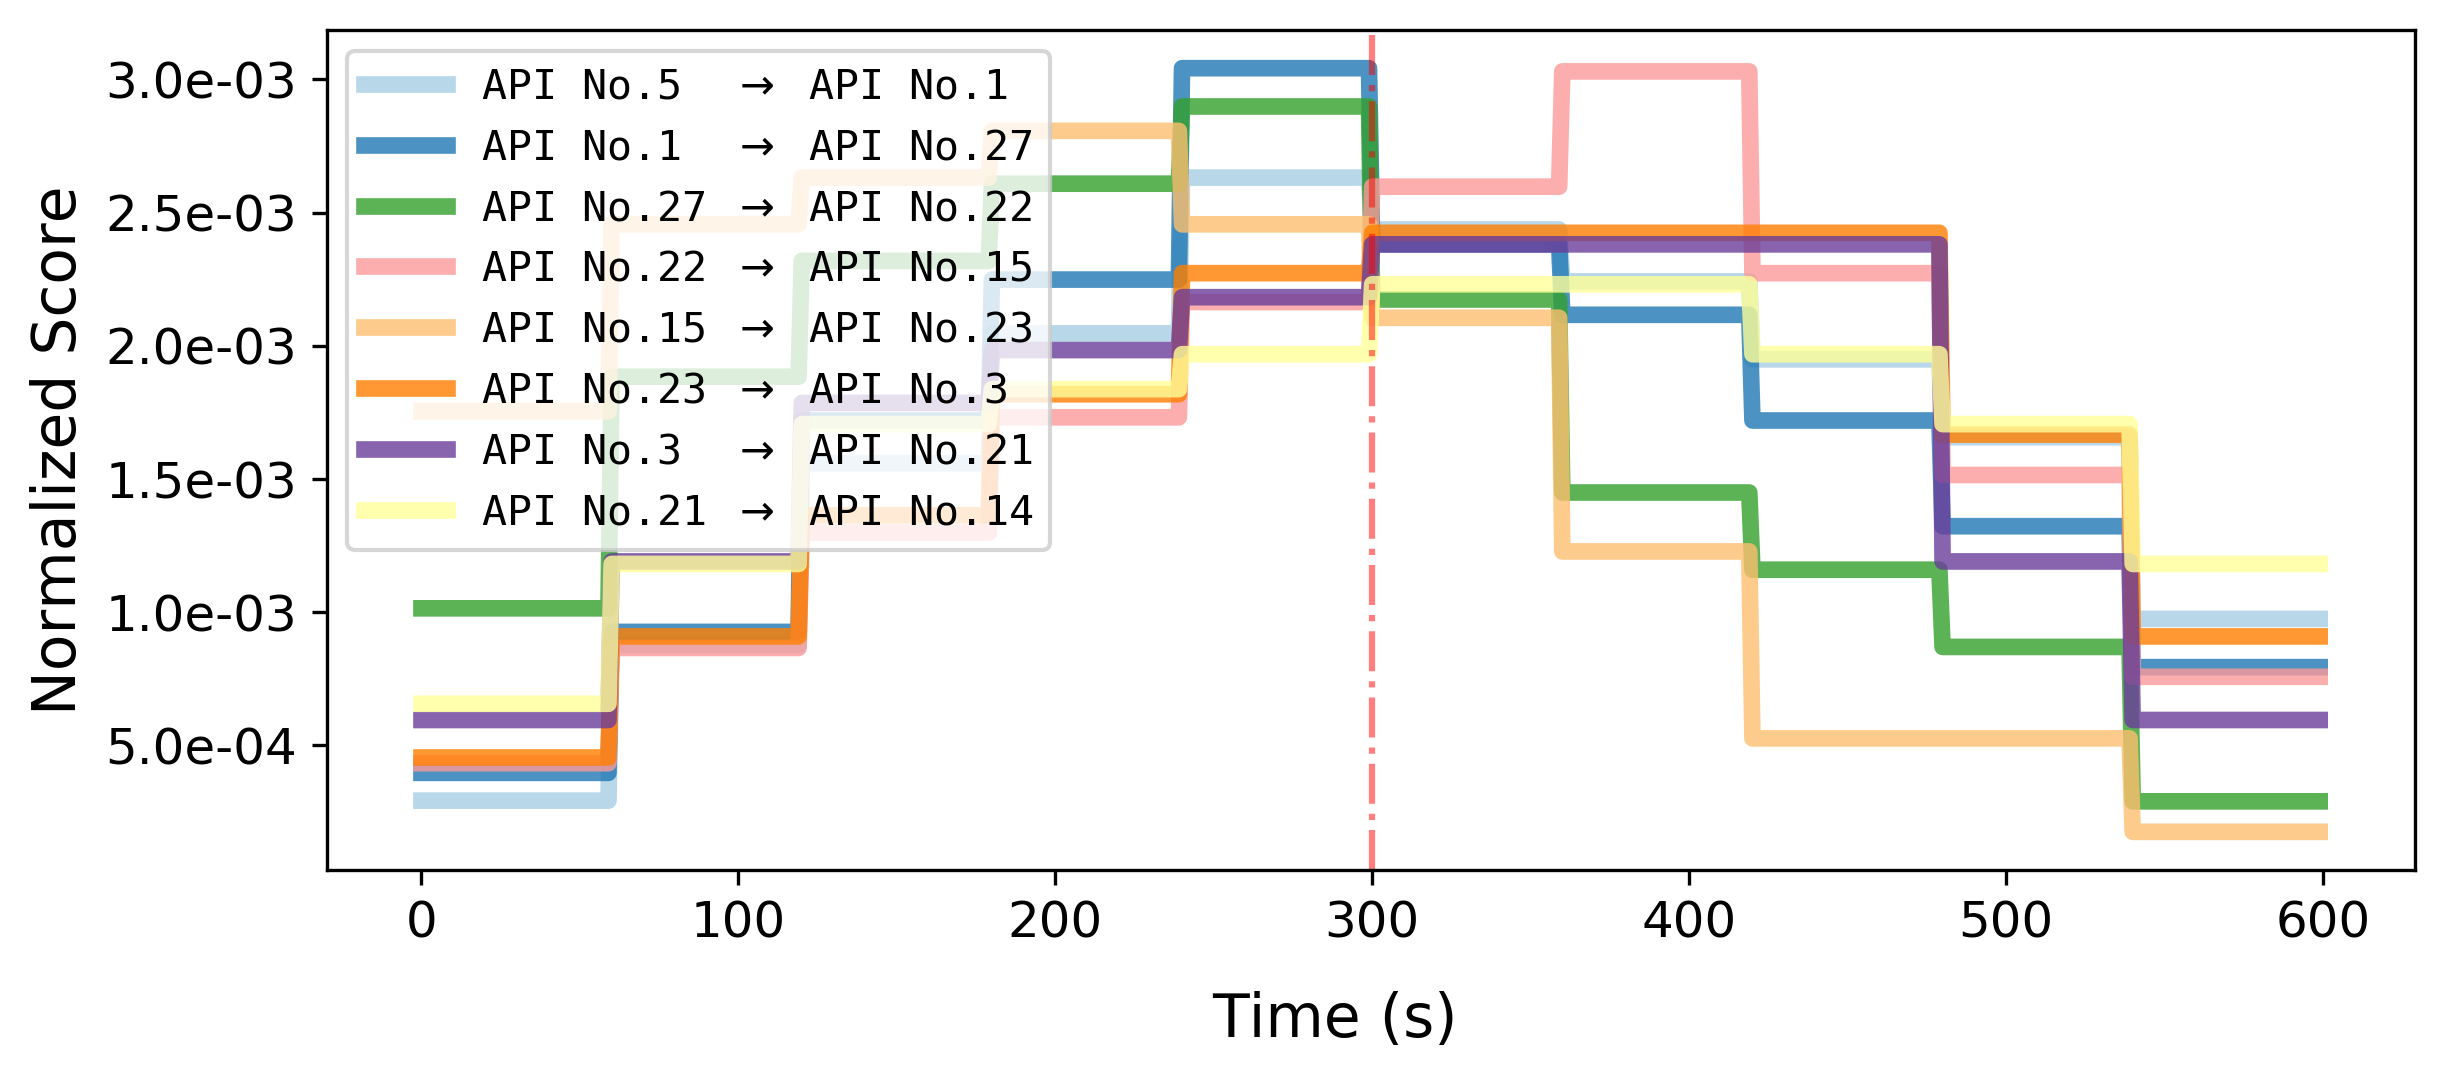 Normalized Score
3.0e-03
2.5e-03
2.0e-03
1.5e-03
1.0e-03
5.0e-04
API No.5 → API No.1
API No.1 → API No.27
API No.27 → API No.22
API No.22 → API No.15
API No.15 → API No.23
API No.23 → API No.3
API No.3 → API No.21
API No.21 → API No.14
0 100 200 300 400 500 600
Time (s)